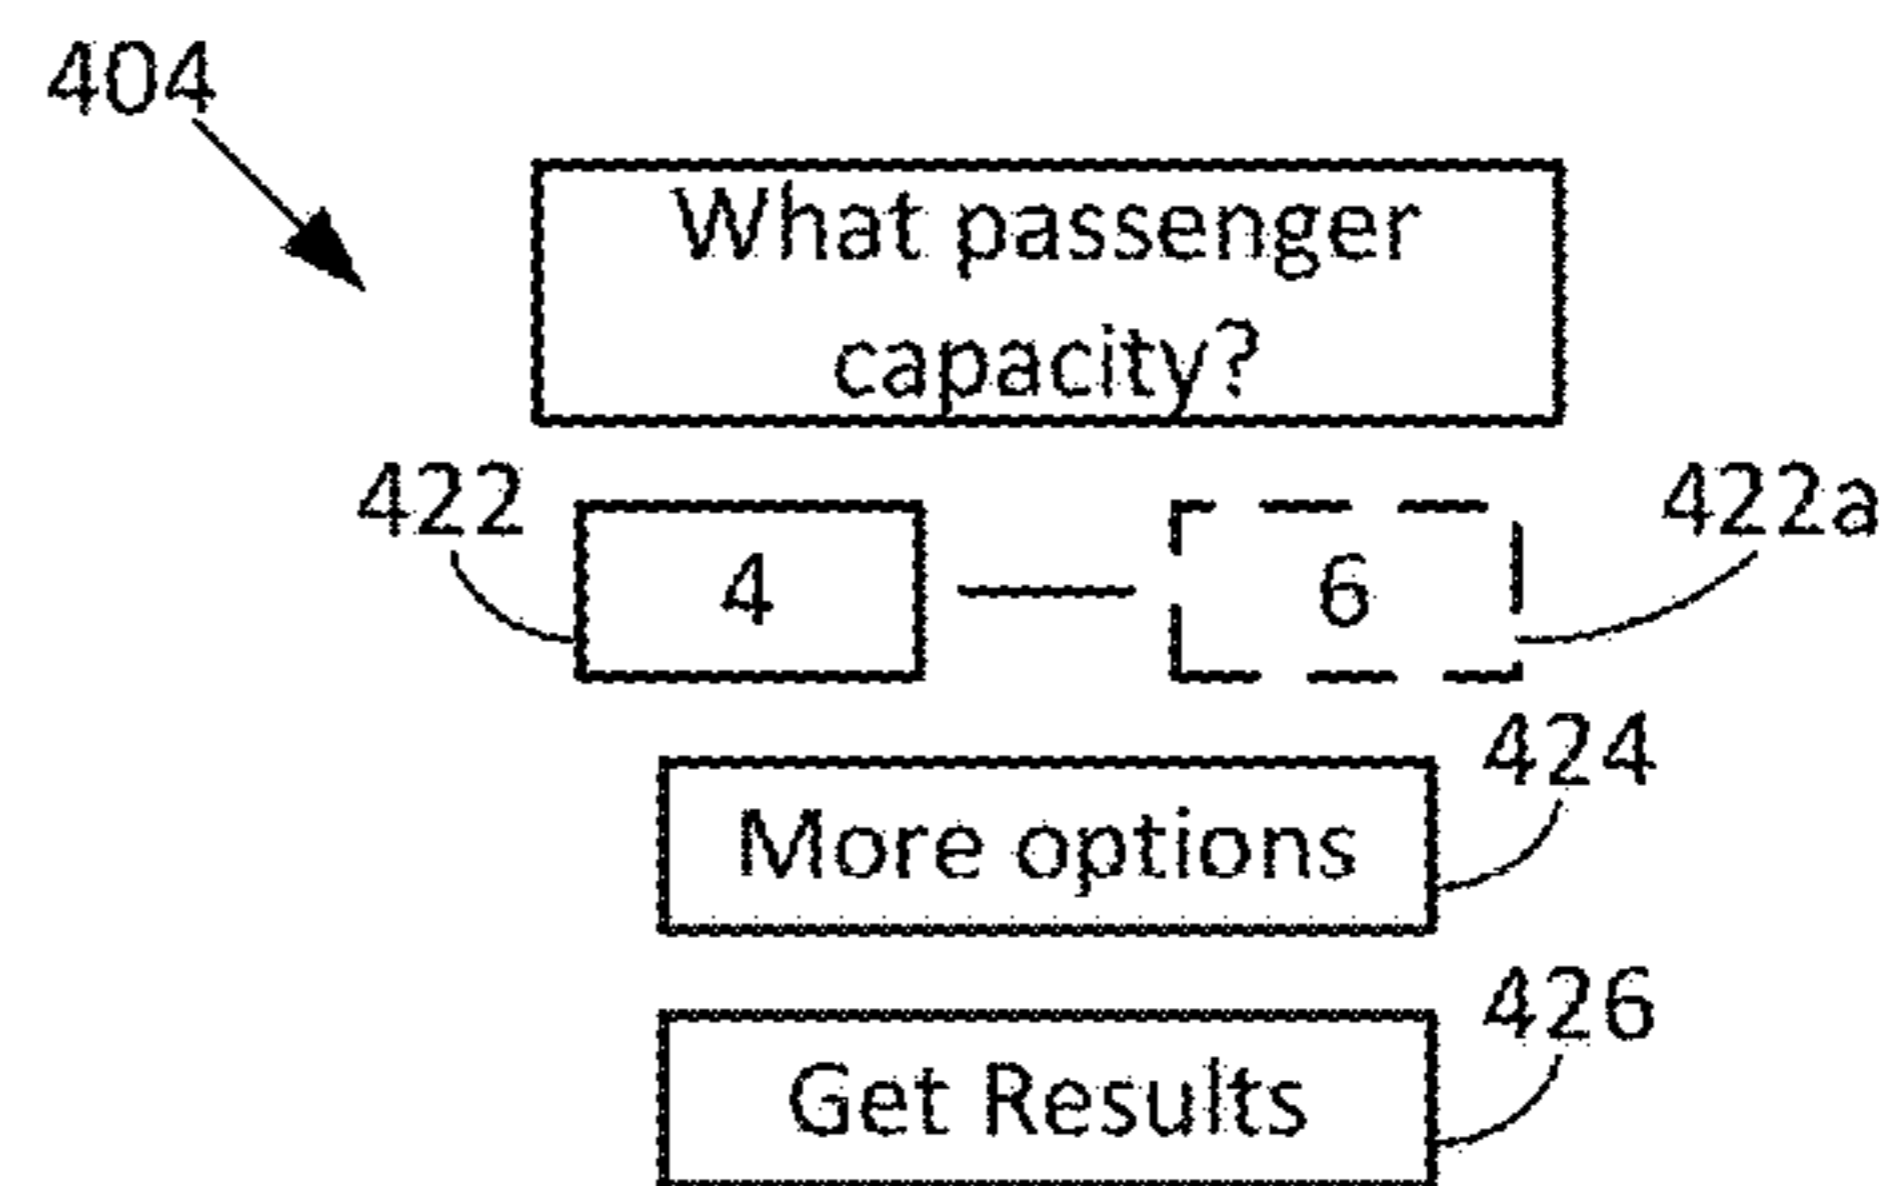 404
What passenger
capacity?
422 4 — 6 422a
More options 424
Get Results 426